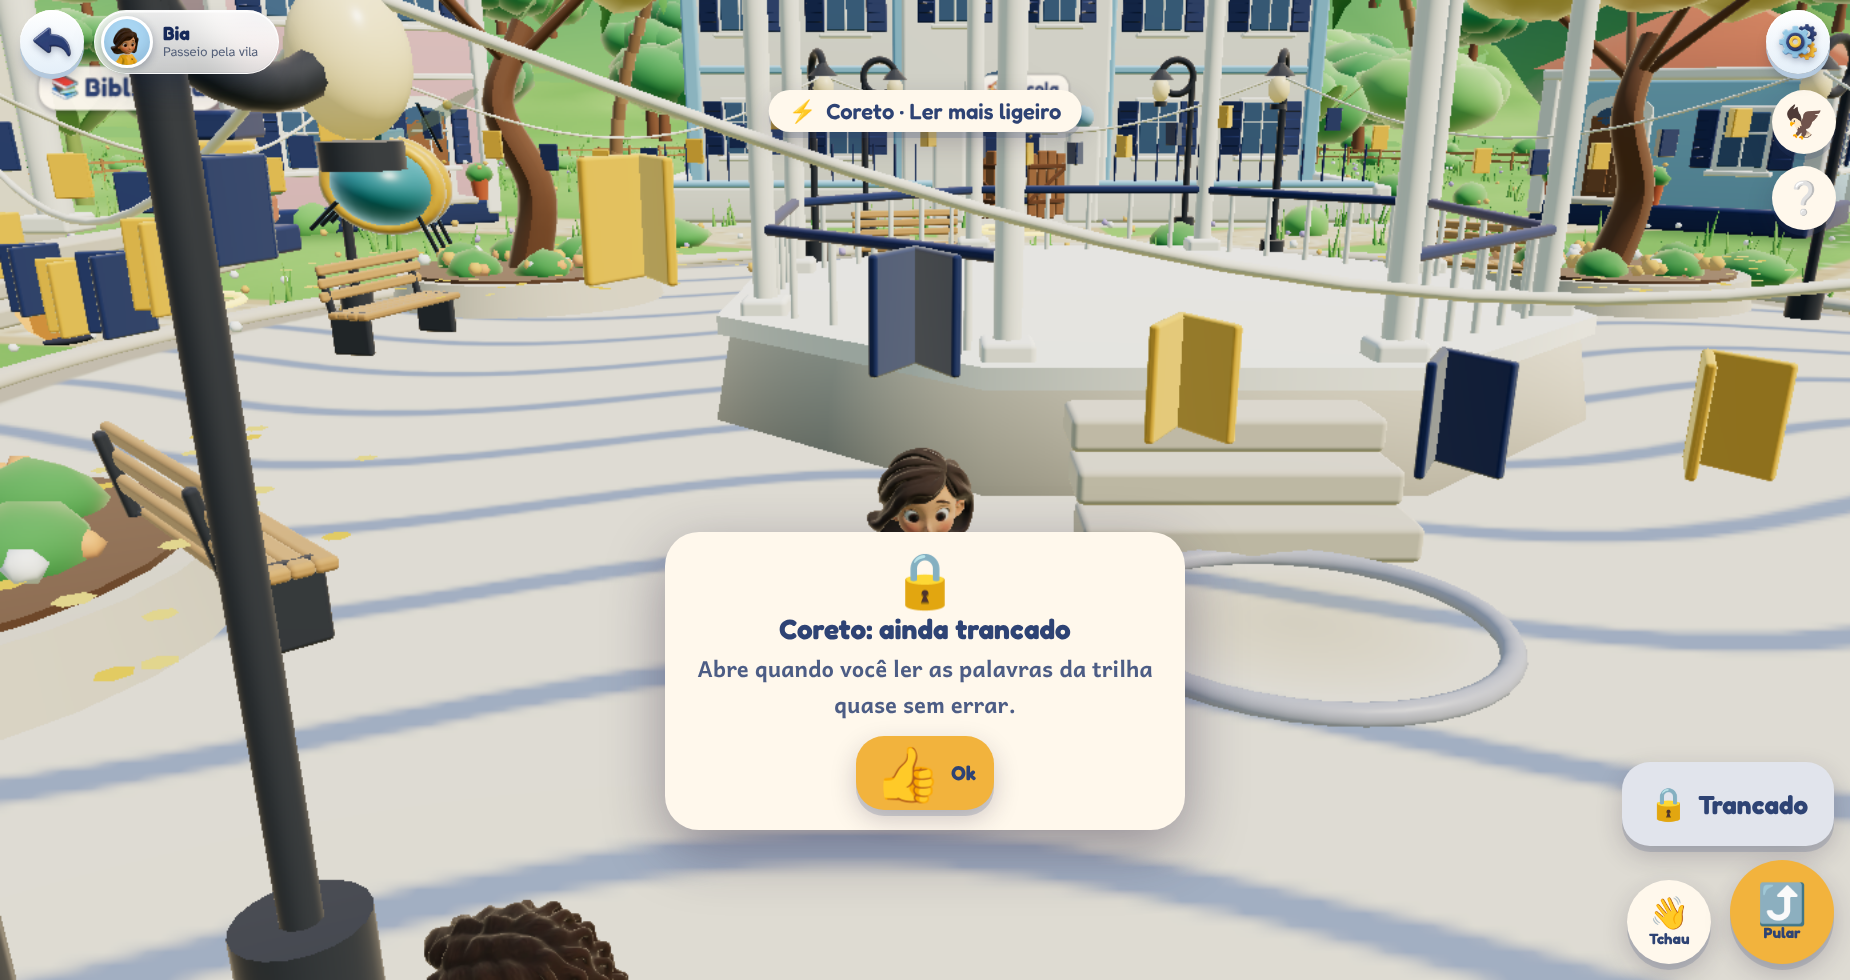 Bia
Passeio pela vila
⚡ Coreto · Ler mais ligeiro
Coreto: ainda trancado
Abre quando você ler as palavras da trilha
quase sem errar.
Ok
Trancado
Tchau
Pular